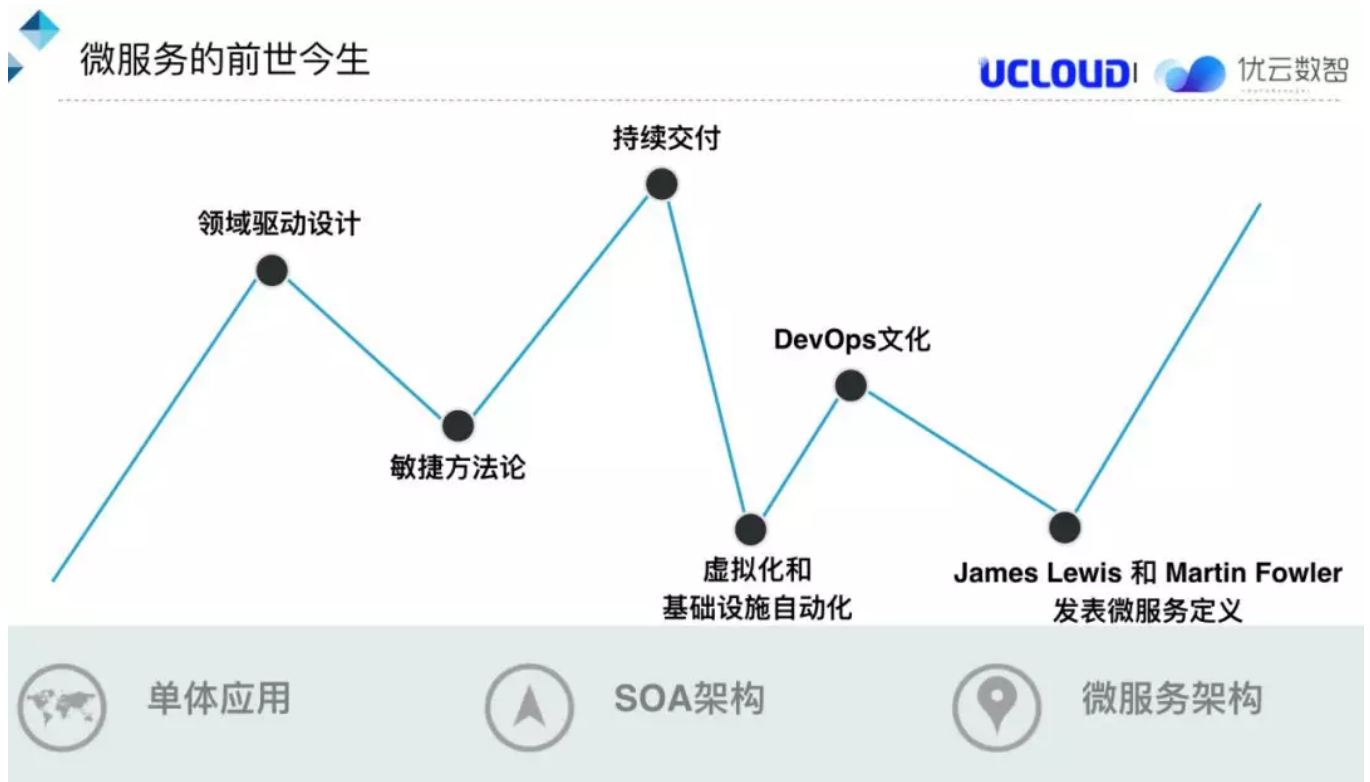 微服务的前世今生
UCLOUD
优云数智
持续交付
领域驱动设计
DevOps文化
敏捷方法论
虚拟化和
基础设施自动化
James Lewis 和 Martin Fowler
发表微服务定义
单体应用
SOA架构
微服务架构